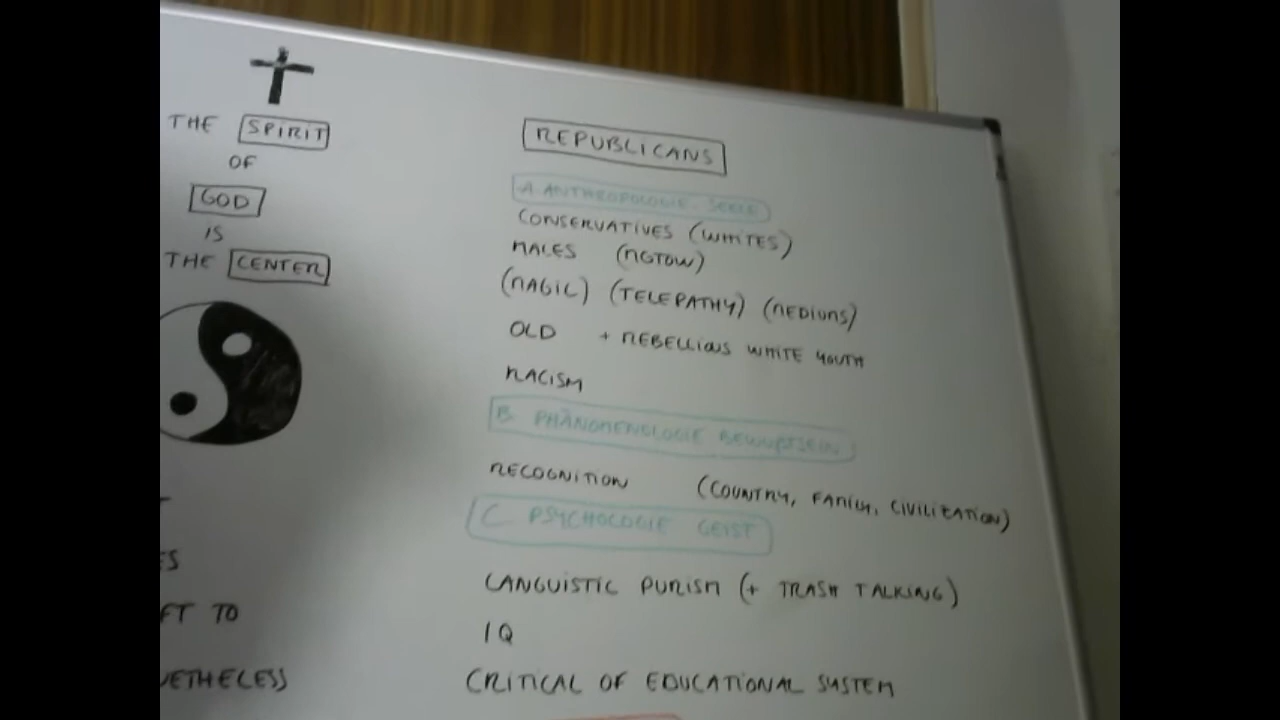 THE SPIRIT
OF
GOD
IS
THE CENTER
ES
FT TO
NETHELESS
REPUBLICANS
A. ANTHROPOLOGIE SEELE
CONSERVATIVES (WHITES)
MALES (MGTOW)
(MAGIC) (TELEPATHY) (MEDIUMS)
OLD + REBELLIOUS WHITE YOUTH
RACISM
B. PHÄNOMENOLOGIE BEWUßTSEIN
RECOGNITION (COUNTRY, FAMILY, CIVILIZATION)
C PSYCHOLOGIE GEIST
LANGUISTIC PURISM (+ TRASH TALKING)
IQ
CRITICAL OF EDUCATIONAL SYSTEM